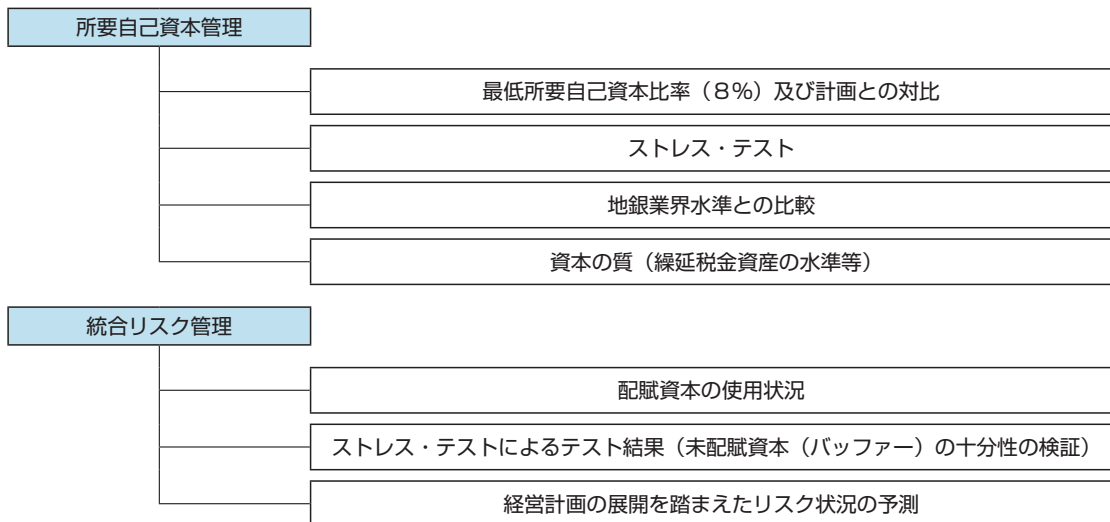 所要自己資本管理
最低所要自己資本比率（8％）及び計画との対比
ストレス・テスト
地銀業界水準との比較
資本の質（繰延税金資産の水準等）
統合リスク管理
配賦資本の使用状況
ストレス・テストによるテスト結果（未配賦資本（バッファー）の十分性の検証）
経営計画の展開を踏まえたリスク状況の予測